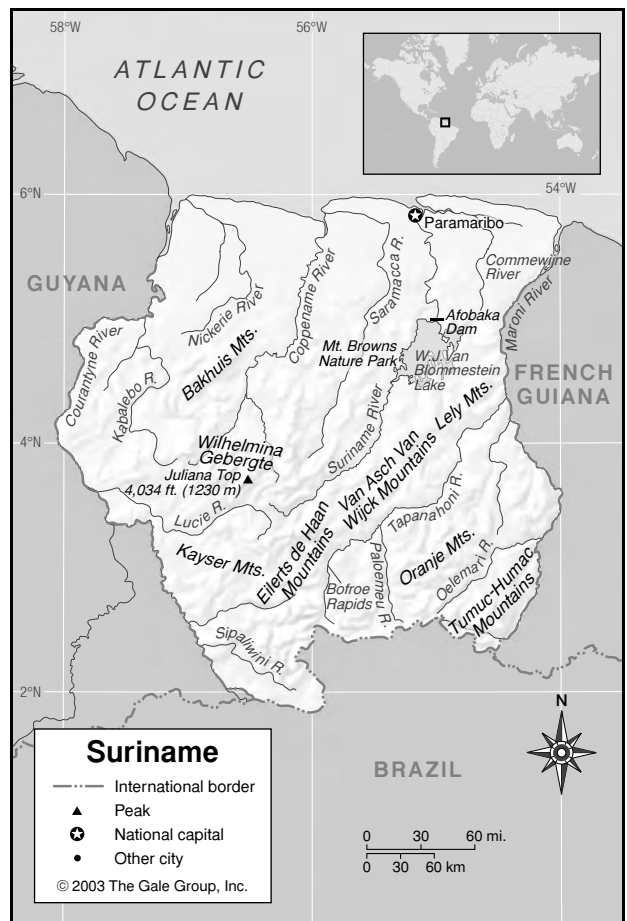 58°W
56°W
ATLANTIC
OCEAN
6°N
54°W
Paramaribo
GUYANA
Commewijne
River
Saramacca R.
Coppename River
Nickerie River
Maroni River
Afobaka
Dam
Courantyne River
Bakhuis Mts.
Mt. Browns
Nature Park
W.J. Van
Blommestein
Lake
Kabalebo R.
FRENCH
GUIANA
Lely Mts.
Suriname River
4°N
Wilhelmina
Gebergte
Juliana Top
4,034 ft. (1230 m)
Van Asch Van
Wijck Mountains
Lucie R.
Tapanahoni R.
Kayser Mts.
Eilerts de Haan
Mountains
Oranje Mts.
Paloemeu R.
Oelemari R.
Bofroe
Rapids
Tumuc-Humac
Mountains
Sipaliwini R.
2°N
N
Suriname
International border
Peak
National capital
Other city
© 2003 The Gale Group, Inc.
BRAZIL
0 30 60 mi.
0 30 60 km